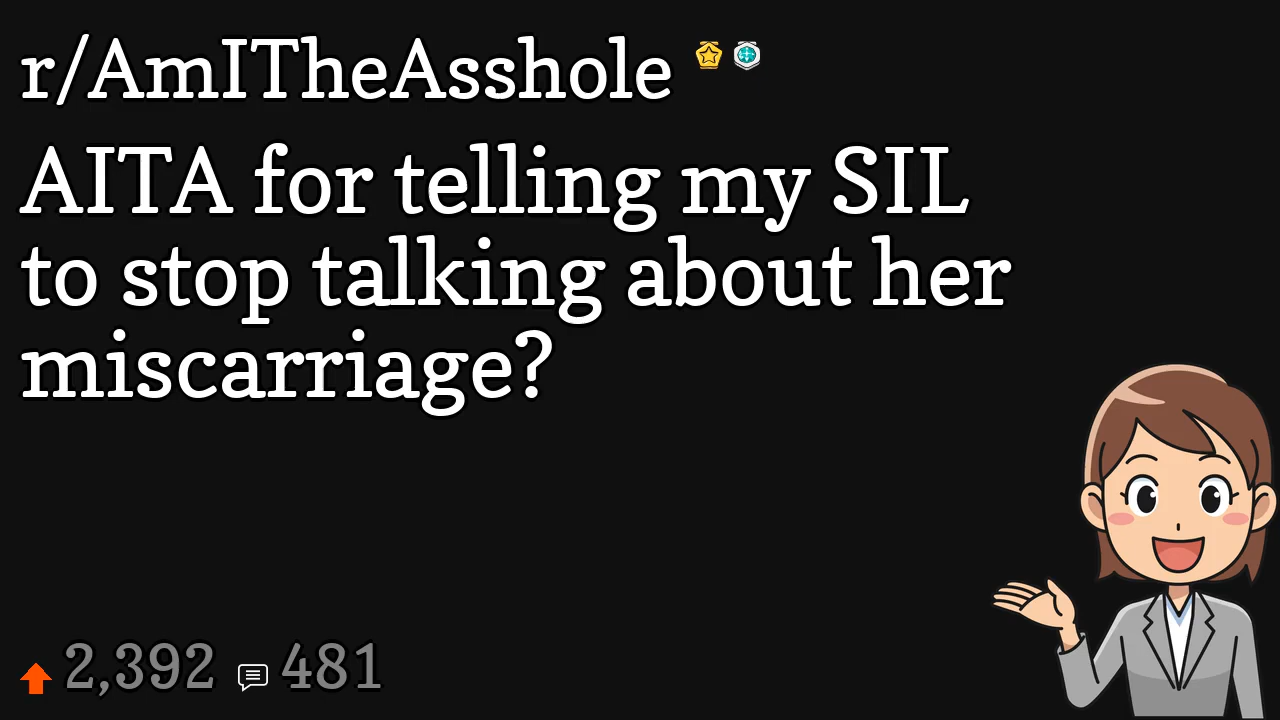 r/AmITheAsshole
AITA for telling my SIL
to stop talking about her
miscarriage?
2,392 481